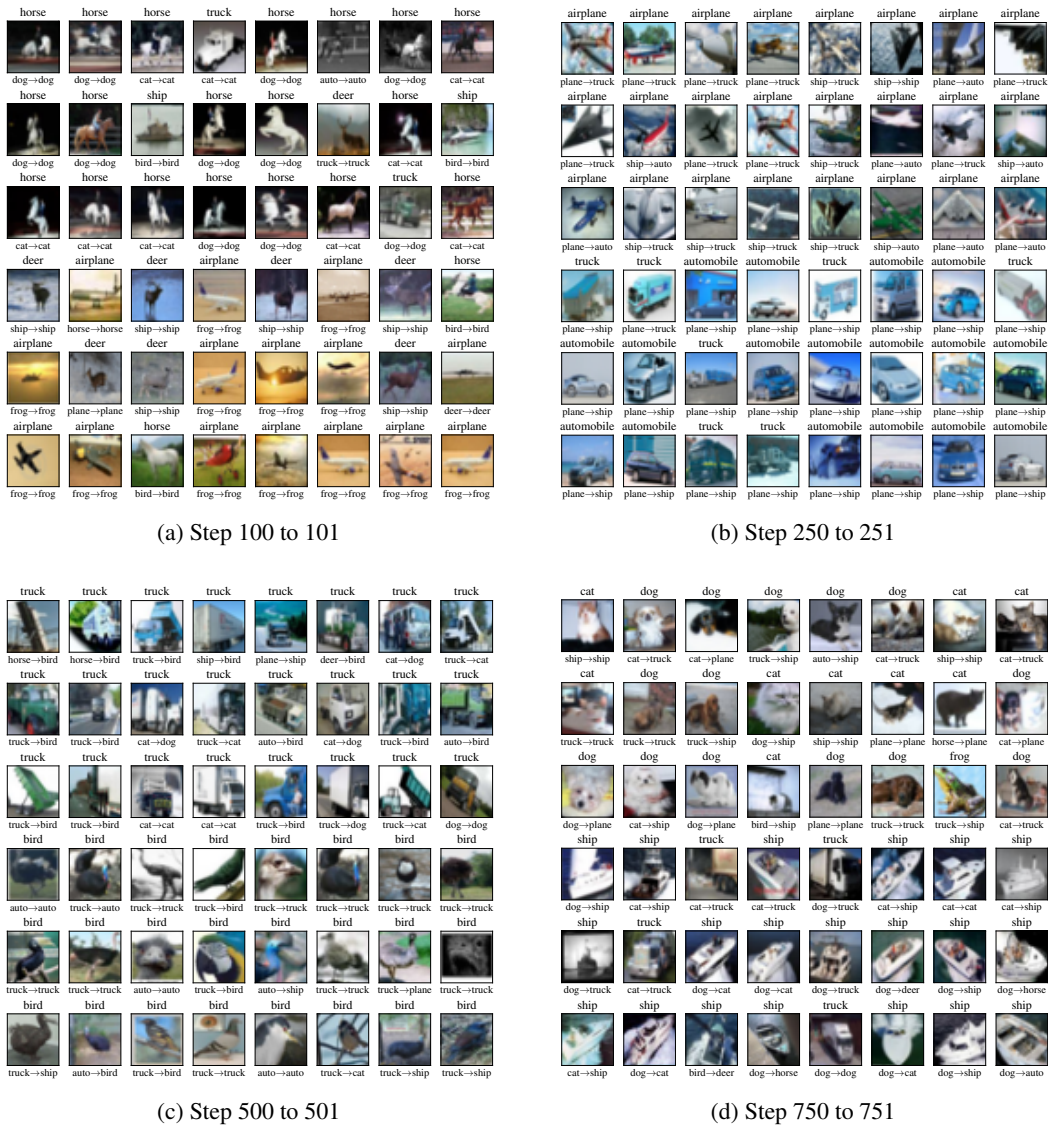 horse horse horse truck horse horse horse horse
dog→dog dog→dog cat→cat cat→cat dog→dog auto→auto dog→dog cat→cat
horse horse ship horse horse deer horse ship
dog→dog dog→dog bird→bird dog→dog dog→dog truck→truck cat→cat bird→bird
horse horse horse horse horse horse truck horse
cat→cat cat→cat cat→cat dog→dog dog→dog cat→cat dog→dog cat→cat
deer airplane deer airplane deer airplane deer horse
ship→ship horse→horse ship→ship frog→frog ship→ship frog→frog ship→ship bird→bird
airplane deer deer airplane airplane airplane deer airplane
frog→frog plane→plane ship→ship frog→frog frog→frog frog→frog ship→ship deer→deer
airplane airplane horse airplane airplane airplane airplane airplane
frog→frog frog→frog bird→bird frog→frog frog→frog frog→frog frog→frog frog→frog
(a) Step 100 to 101
airplane airplane airplane airplane airplane airplane airplane airplane
plane→truck plane→truck plane→truck plane→truck ship→truck ship→ship plane→auto plane→truck
airplane airplane airplane airplane airplane airplane airplane airplane
plane→truck ship→auto plane→truck plane→truck ship→truck plane→auto plane→truck ship→auto
airplane airplane airplane airplane airplane airplane airplane airplane
plane→auto ship→truck ship→truck ship→truck ship→truck ship→auto plane→truck plane→auto
truck truck automobile automobile truck automobile automobile truck
plane→ship plane→truck plane→ship plane→ship plane→ship plane→ship plane→ship plane→ship
automobile automobile truck automobile automobile automobile automobile automobile
plane→ship plane→ship plane→ship plane→ship plane→ship plane→ship plane→ship plane→ship
automobile automobile truck truck automobile automobile automobile automobile
plane→ship plane→ship plane→ship plane→ship plane→ship plane→ship plane→ship plane→ship
(b) Step 250 to 251
truck truck truck truck truck truck truck truck
horse→bird horse→bird truck→bird ship→bird plane→ship deer→bird cat→dog truck→cat
truck truck truck truck truck truck truck truck
truck→bird truck→bird cat→dog truck→cat auto→bird cat→dog truck→bird auto→bird
truck truck truck truck truck truck truck truck
truck→bird truck→bird cat→cat cat→cat truck→bird truck→dog truck→cat dog→dog
bird bird bird bird bird bird bird bird
auto→auto truck→auto truck→truck truck→bird truck→truck truck→auto truck→truck truck→truck
bird bird bird bird bird bird bird bird
truck→truck truck→truck auto→auto truck→bird auto→ship truck→truck truck→plane truck→truck
bird bird bird bird bird bird bird bird
truck→ship auto→bird truck→bird truck→truck auto→auto truck→cat truck→ship truck→ship
(c) Step 500 to 501
cat dog dog dog dog dog cat cat
ship→ship cat→truck cat→plane truck→ship auto→ship cat→truck ship→ship cat→truck
cat dog dog cat cat cat cat dog
truck→truck truck→truck truck→ship dog→ship ship→ship plane→plane horse→plane cat→plane
dog cat dog cat dog dog frog dog
dog→plane cat→ship dog→plane bird→ship plane→plane truck→truck truck→ship cat→truck
ship ship truck ship truck ship ship ship
dog→ship cat→ship cat→truck cat→truck dog→truck cat→ship cat→cat cat→ship
ship truck ship ship ship ship ship ship
dog→truck cat→truck dog→cat dog→cat dog→truck dog→deer dog→ship dog→horse
ship ship ship ship truck ship ship ship
cat→ship dog→cat bird→deer dog→horse dog→dog dog→cat dog→ship dog→auto
(d) Step 750 to 751